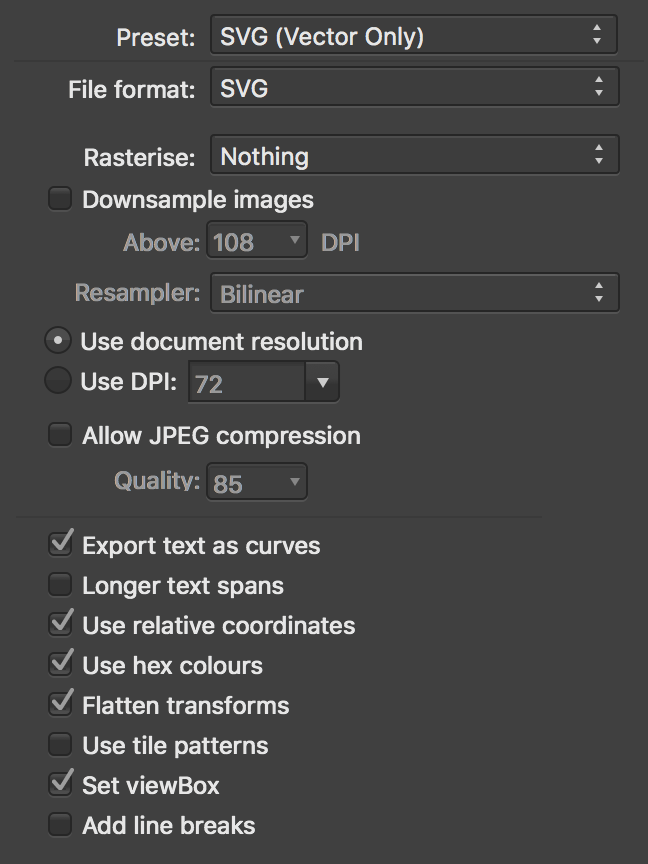 Preset: SVG (Vector Only)
File format: SVG
Rasterise: Nothing
Downsample images
Above: 108 DPI
Resampler: Bilinear
Use document resolution
Use DPI: 72
Allow JPEG compression
Quality: 85
Export text as curves
Longer text spans
Use relative coordinates
Use hex colours
Flatten transforms
Use tile patterns
Set viewBox
Add line breaks